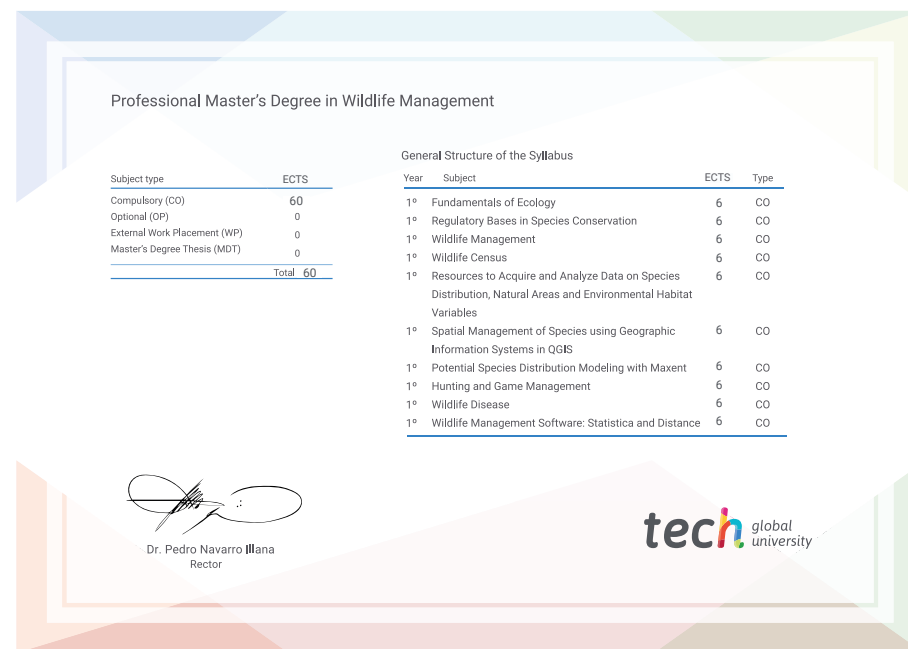 Professional Master's Degree in Wildlife Management
Subject type ECTS
Compulsory (CO) 60
Optional (OP) 0
External Work Placement (WP) 0
Master's Degree Thesis (MDT) 0
Total 60
General Structure of the Syllabus
Year Subject ECTS Type
1º Fundamentals of Ecology 6 CO
1º Regulatory Bases in Species Conservation 6 CO
1º Wildlife Management 6 CO
1º Wildlife Census 6 CO
1º Resources to Acquire and Analyze Data on Species 6 CO
Distribution, Natural Areas and Environmental Habitat
Variables
1º Spatial Management of Species using Geographic 6 CO
Information Systems in QGIS
1º Potential Species Distribution Modeling with Maxent 6 CO
1º Hunting and Game Management 6 CO
1º Wildlife Disease 6 CO
1º Wildlife Management Software: Statistica and Distance 6 CO
Dr. Pedro Navarro Illana
Rector
tech global
university